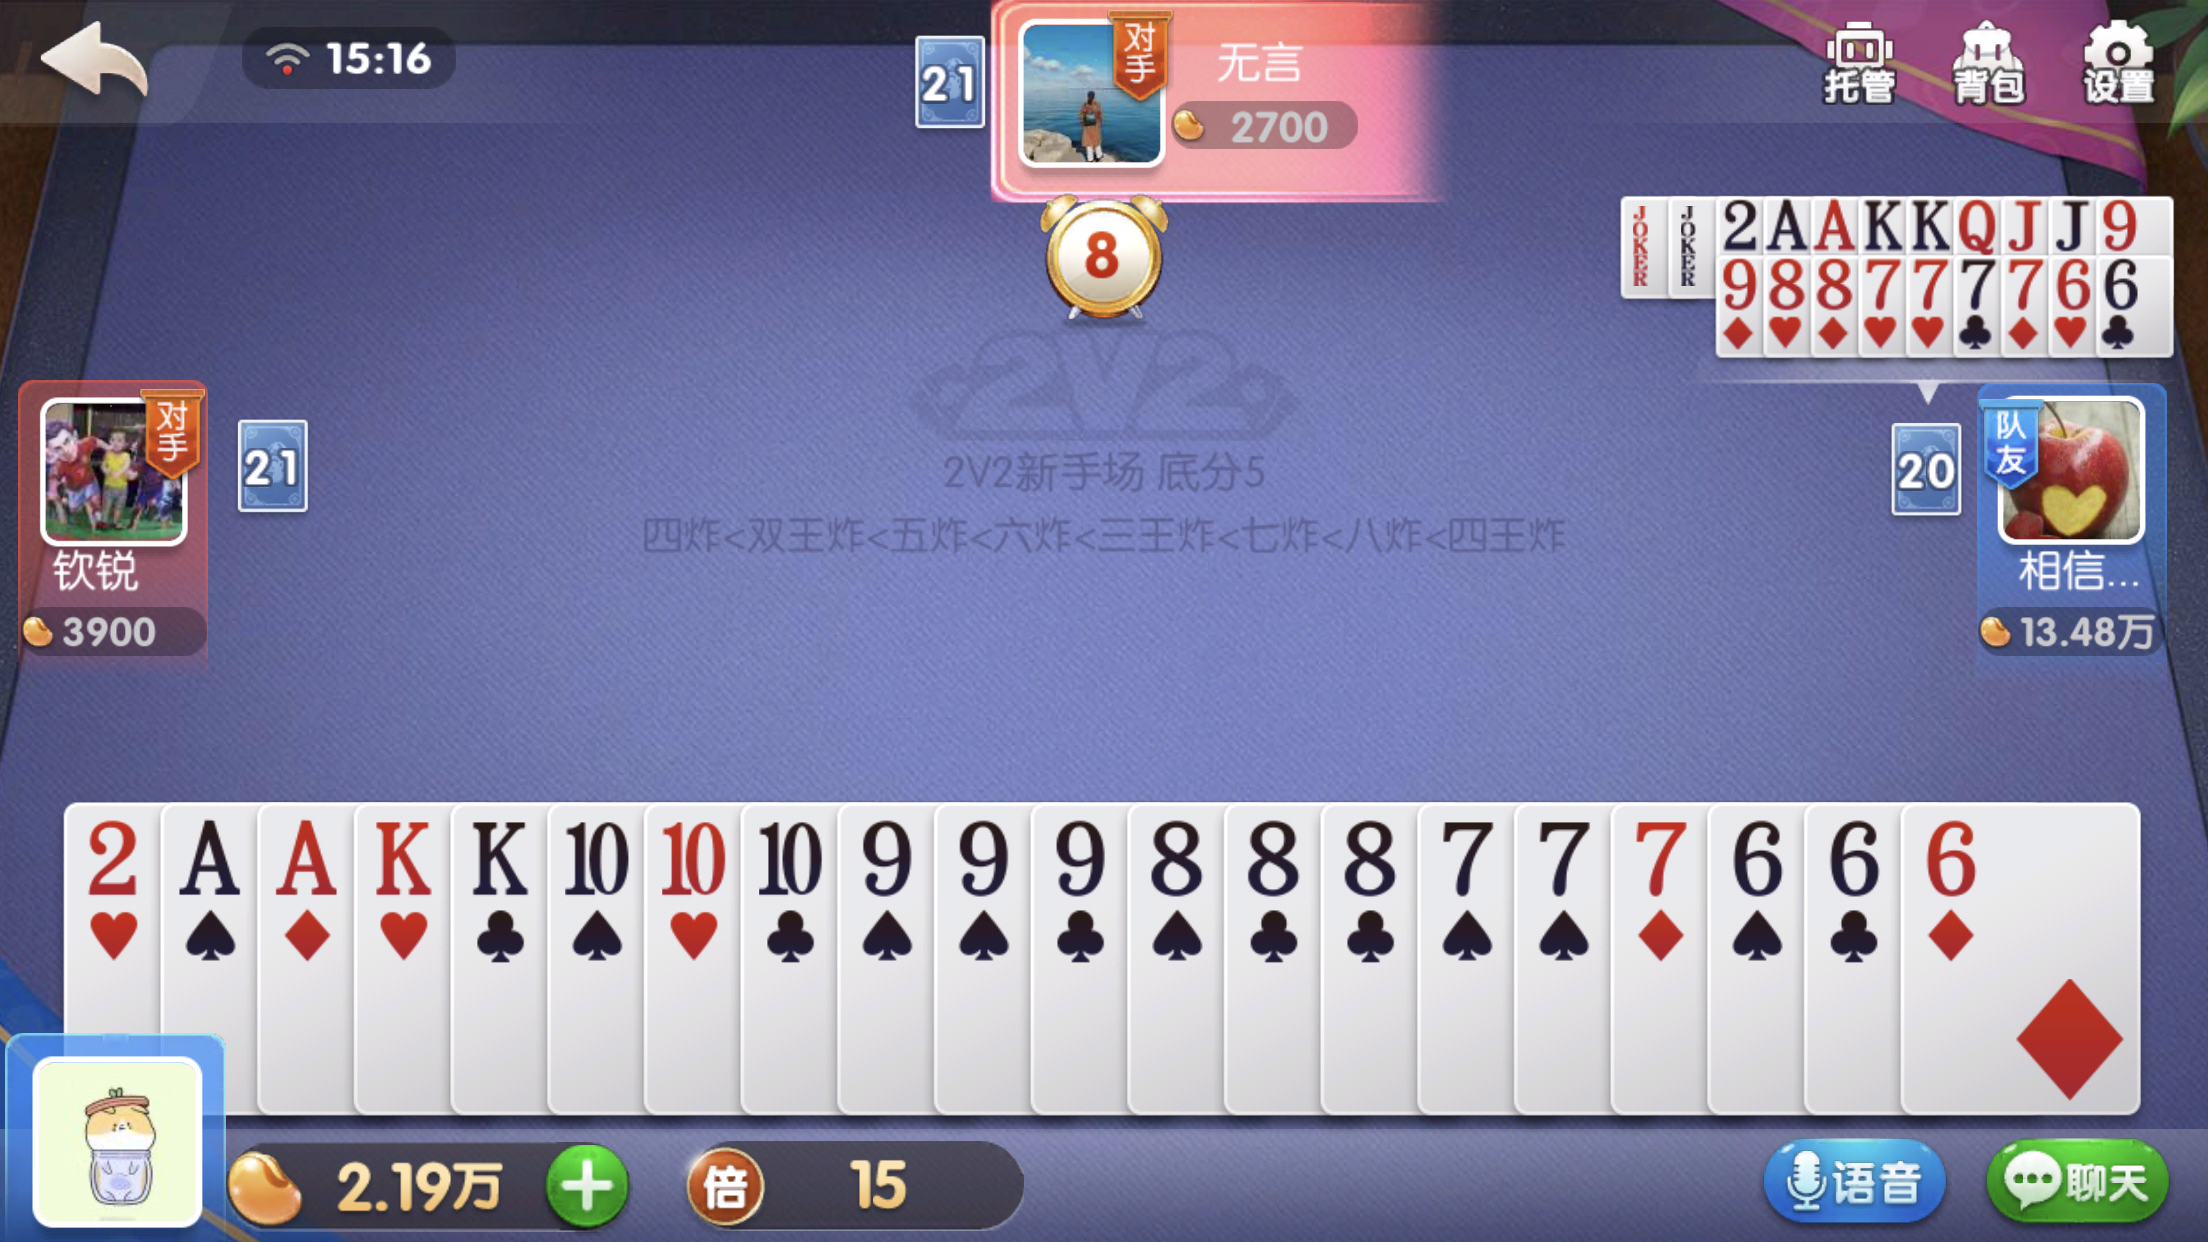 15:16
21
对手
无言
2700
托管
背包
设置
8
JOKER JOKER 2 A A K K Q J J 9
9 8 8 7 7 7 7 6 6
2V2
2V2新手场 底分5
四炸<双王炸<五炸<六炸<三王炸<七炸<八炸<四王炸
对手
21
钦锐
3900
20
队友
相信...
13.48万
2 A A K K 10 10 10 9 9 9 8 8 8 7 7 7 6 6 6
2.19万
倍
15
语音
聊天